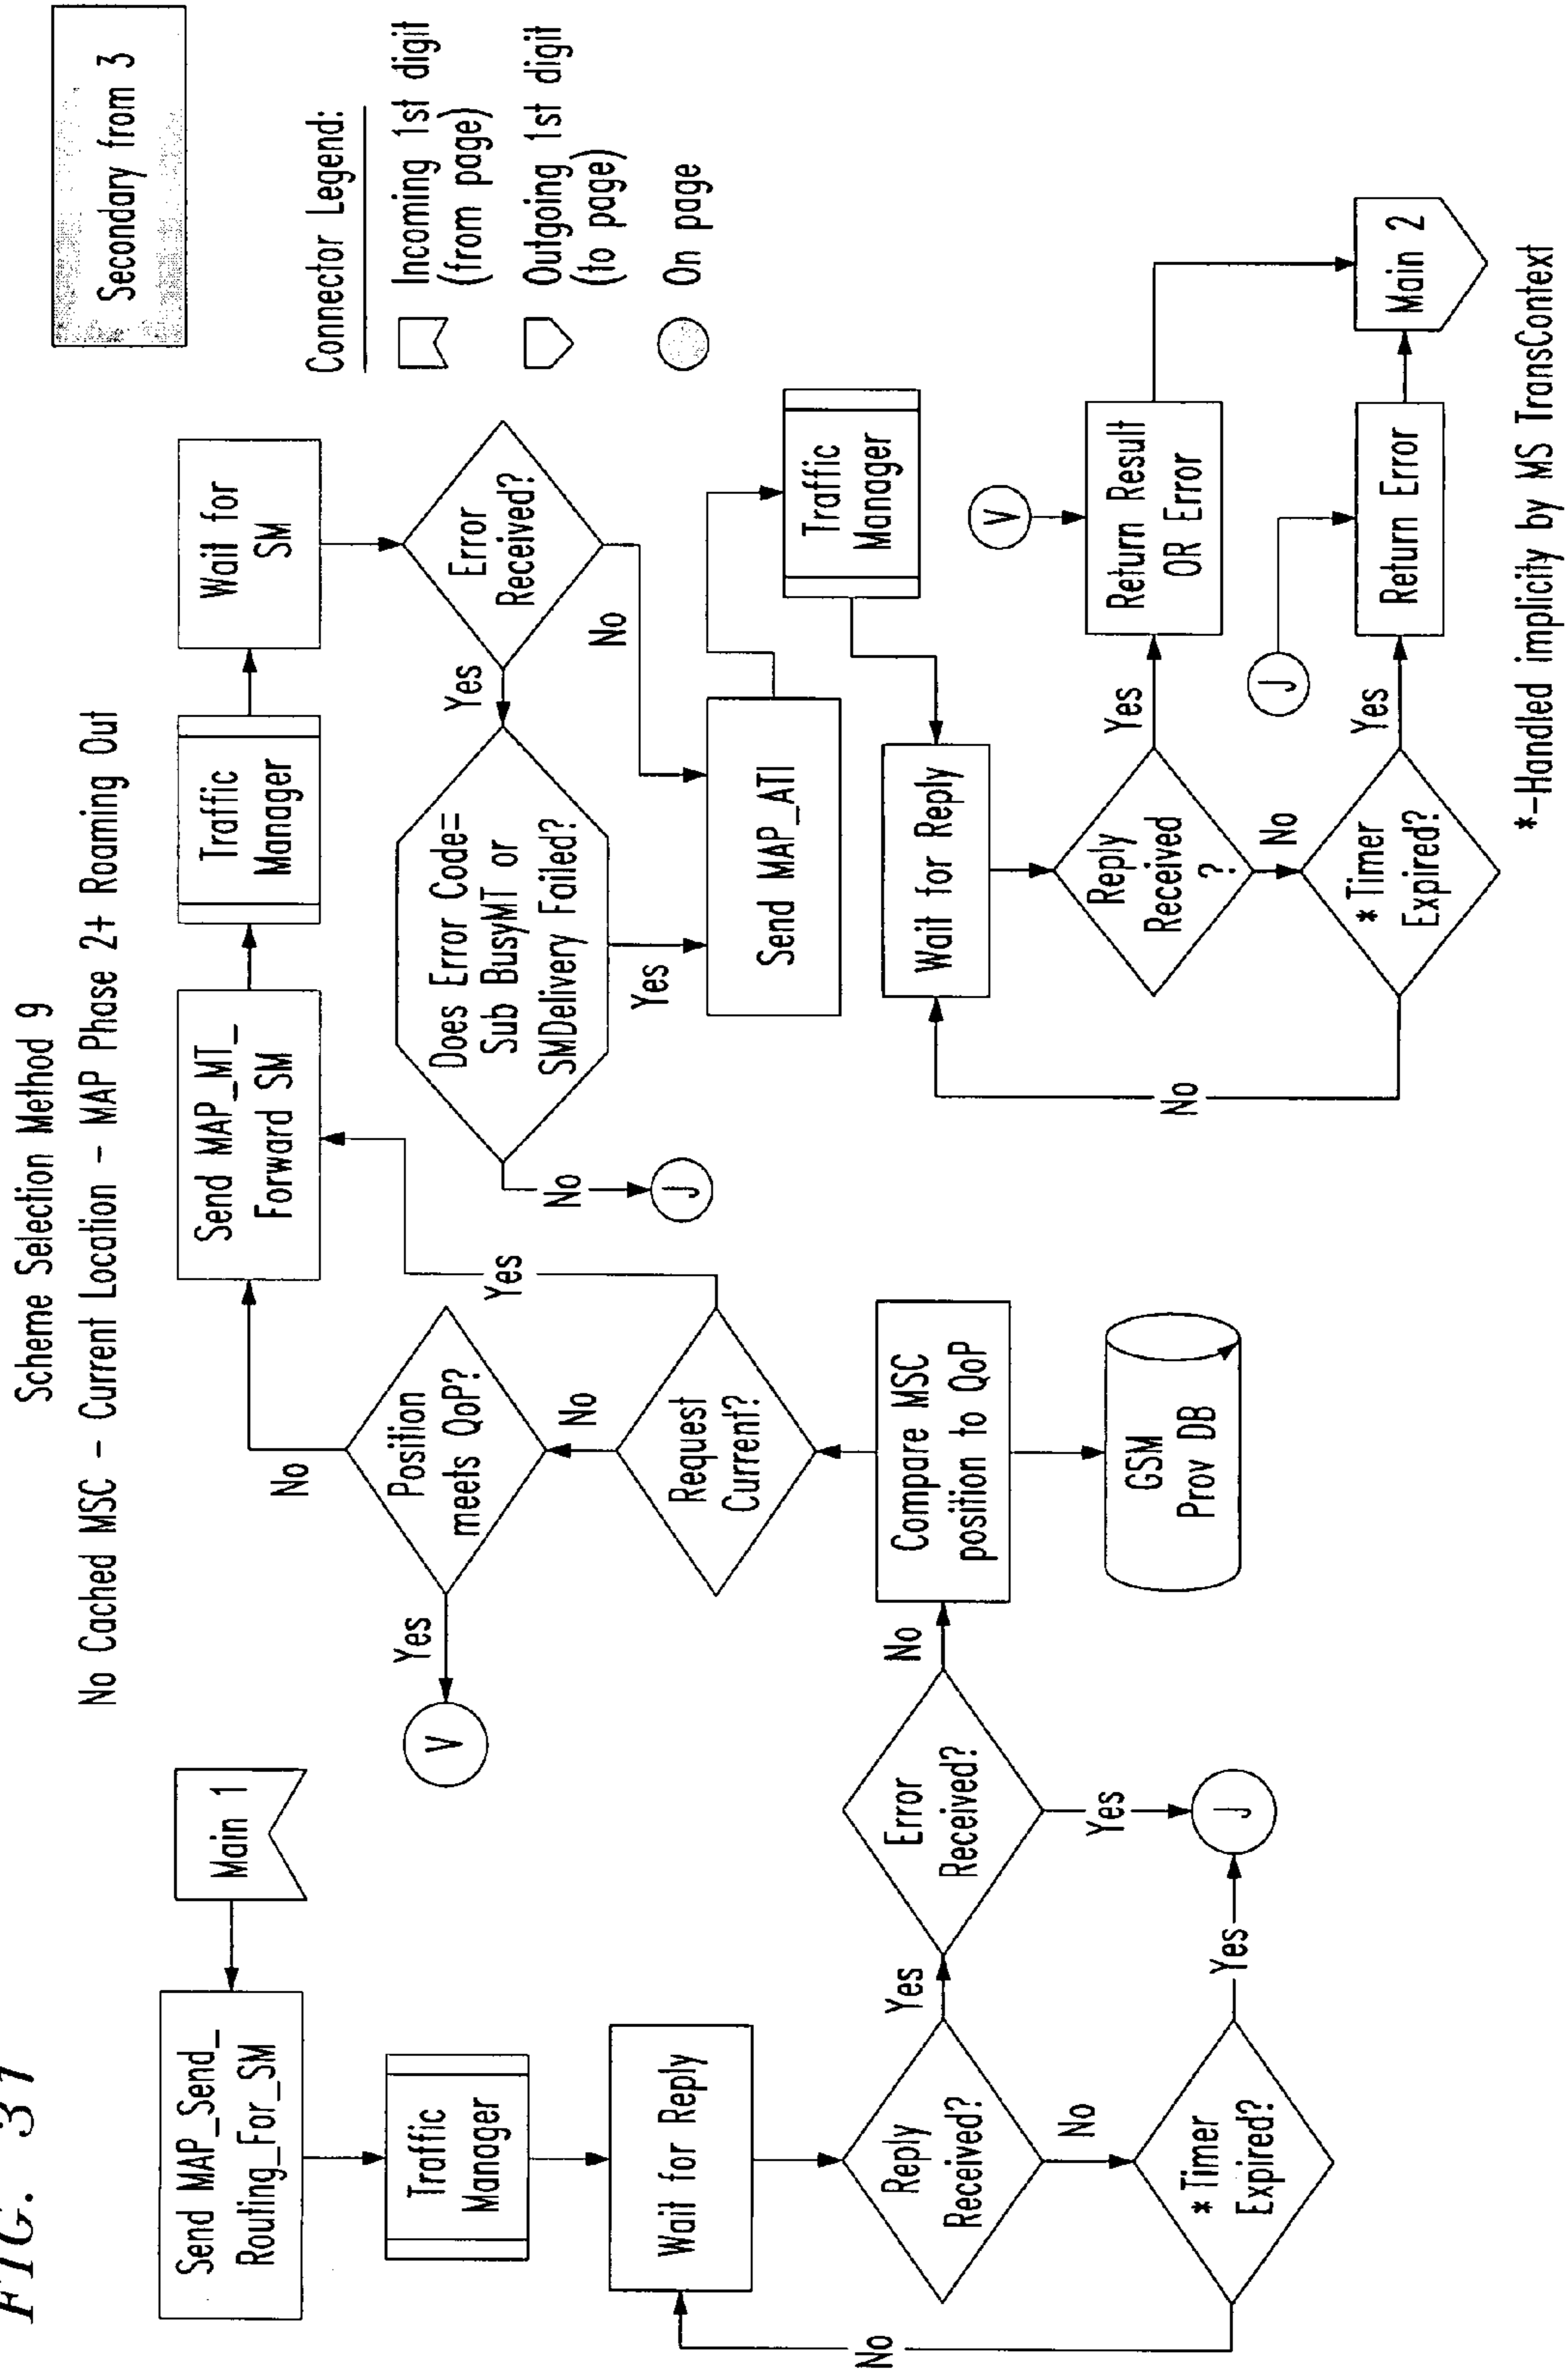 FIG. 31
Scheme Selection Method 9
No Cached MSC - Current Location - MAP Phase 2+ Roaming Out
Secondary from 3
Connector Legend:
Incoming 1st digit
(from page)
Outgoing 1st digit
(to page)
On page
Main 1
Send MAP_Send_
Routing_For_SM
Traffic
Manager
Wait for Reply
Reply
Received?
Yes
No
* Timer
Expired?
Yes
No
J
Error
Received?
Yes
No
Compare MSC
position to QoP
GSM
Prov DB
Request
Current?
No
Yes
Position
meets QoP?
Yes
V
No
Send MAP_MT_
Forward SM
Traffic
Manager
Wait for
SM
Error
Received?
Yes
No
Does Error Code=
Sub BusyMT or
SMDelivery Failed?
No
J
Yes
Send MAP_ATI
Traffic
Manager
Wait for Reply
Reply
Received
?
Yes
No
* Timer
Expired?
Yes
No
V
Return Result
OR Error
J
Return Error
Main 2
*-Handled implicity by MS TransContext